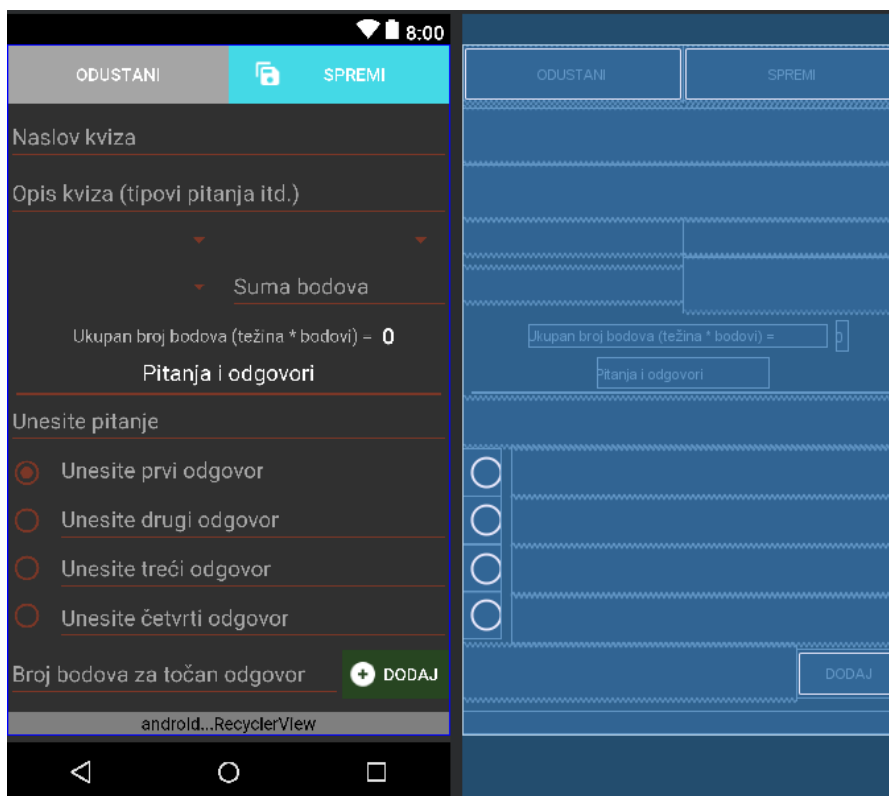 8:00
ODUSTANI SPREMI
Naslov kviza
Opis kviza (tipovi pitanja itd.)
Suma bodova
Ukupan broj bodova (težina * bodovi) = 0
Pitanja i odgovori
Unesite pitanje
Unesite prvi odgovor
Unesite drugi odgovor
Unesite treći odgovor
Unesite četvrti odgovor
Broj bodova za točan odgovor DODAJ
android...RecyclerView
ODUSTANI SPREMI
Ukupan broj bodova (težina * bodovi) = 0
Pitanja i odgovori
DODAJ